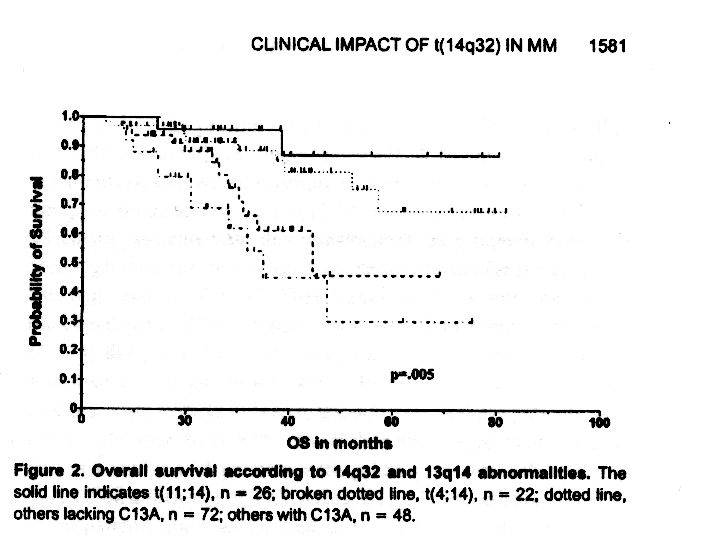 CLINICAL IMPACT OF t(14q32) IN MM 1581
1.0
0.9
0.8
0.7
0.6
0.5
0.4
0.3
0.2
0.1
0
Probability of Survival
p=.005
0 20 40 60 80 100
OS in months
Figure 2. Overall survival according to 14q32 and 13q14 abnormalities. The
solid line indicates t(11;14), n = 26; broken dotted line, t(4;14), n = 22; dotted line,
others lacking C13A, n = 72; others with C13A, n = 48.